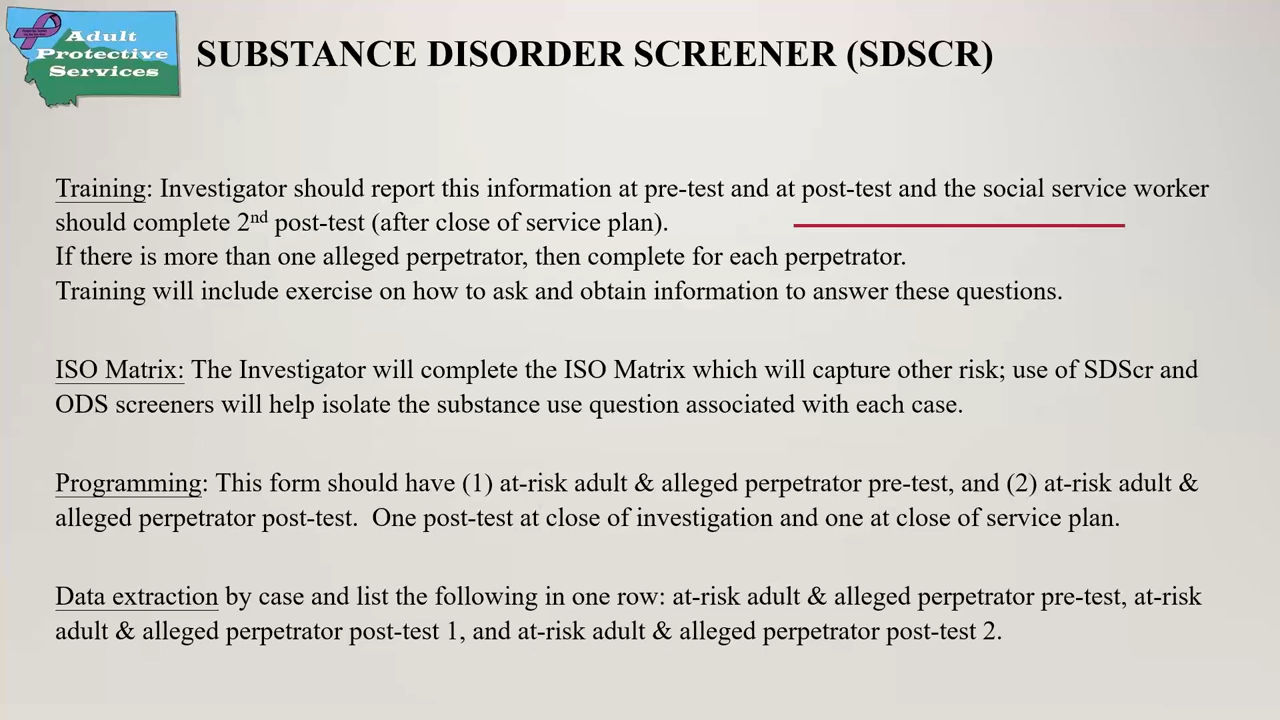 Adult
Protective
Services
SUBSTANCE DISORDER SCREENER (SDSCR)
Training: Investigator should report this information at pre-test and at post-test and the social service worker
should complete 2nd post-test (after close of service plan).
If there is more than one alleged perpetrator, then complete for each perpetrator.
Training will include exercise on how to ask and obtain information to answer these questions.
ISO Matrix: The Investigator will complete the ISO Matrix which will capture other risk; use of SDScr and
ODS screeners will help isolate the substance use question associated with each case.
Programming: This form should have (1) at-risk adult & alleged perpetrator pre-test, and (2) at-risk adult &
alleged perpetrator post-test.  One post-test at close of investigation and one at close of service plan.
Data extraction by case and list the following in one row: at-risk adult & alleged perpetrator pre-test, at-risk
adult & alleged perpetrator post-test 1, and at-risk adult & alleged perpetrator post-test 2.